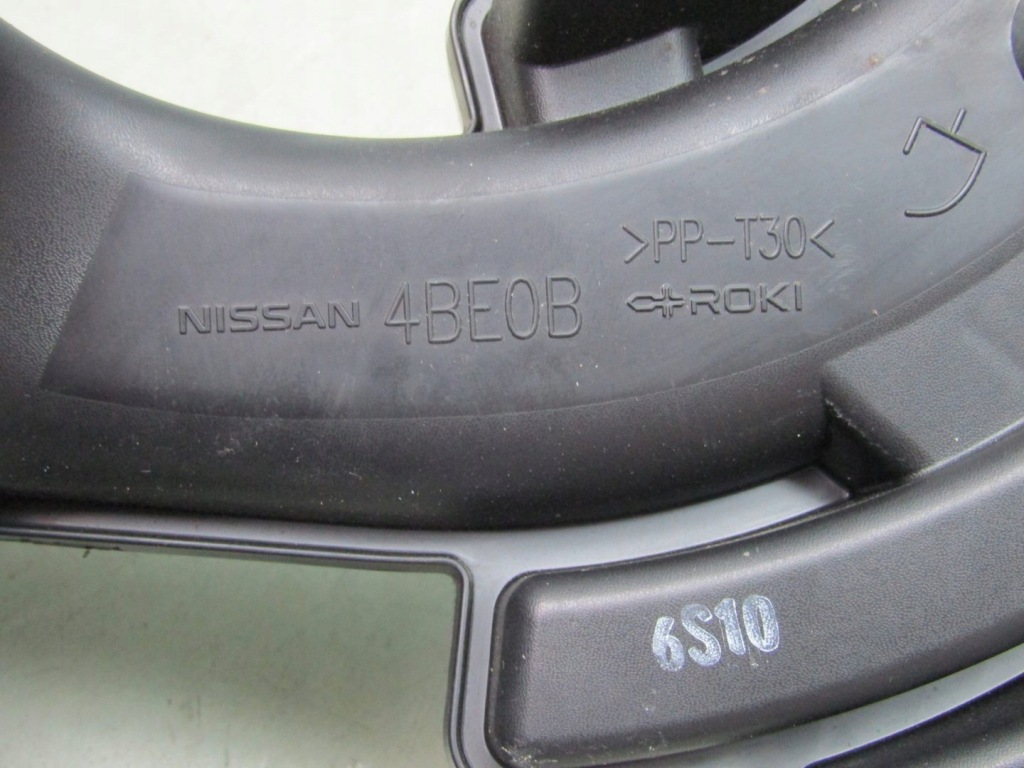 >PP-T30<
NISSAN 4BE0B ROKI
6S10